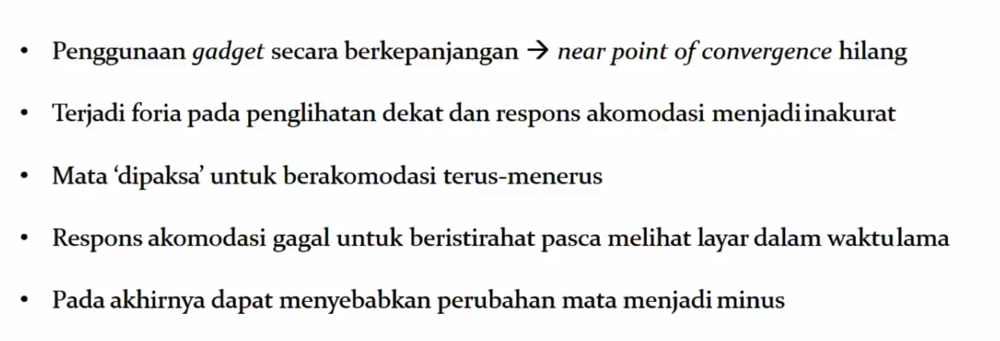 • Penggunaan gadget secara berkepanjangan → near point of convergence hilang
• Terjadi foria pada penglihatan dekat dan respons akomodasi menjadi inakurat
• Mata ‘dipaksa’ untuk berakomodasi terus-menerus
• Respons akomodasi gagal untuk beristirahat pasca melihat layar dalam waktu lama
• Pada akhirnya dapat menyebabkan perubahan mata menjadi minus